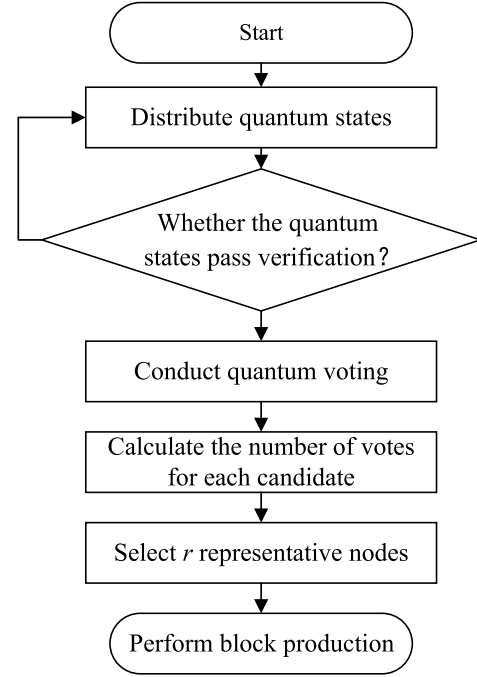 Start
Distribute quantum states
Whether the quantum
states pass verification？
Conduct quantum voting
Calculate the number of votes
for each candidate
Select r representative nodes
Perform block production